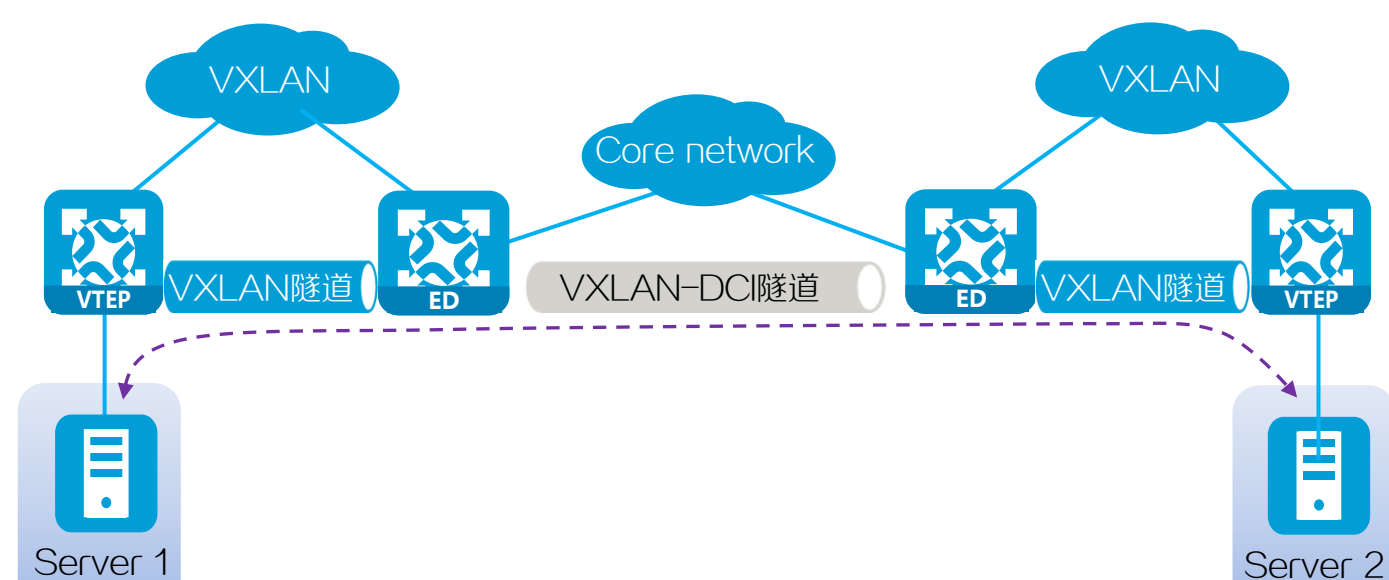 VXLAN
VXLAN
Core network
VTEP
VXLAN隧道
ED
VXLAN-DCI隧道
ED
VXLAN隧道
VTEP
Server 1
Server 2